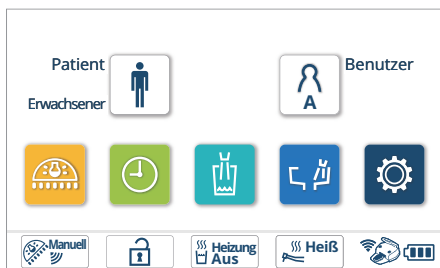 Patient
Benutzer
Erwachsener
A
Manuell
Heizung
Aus
Heiß